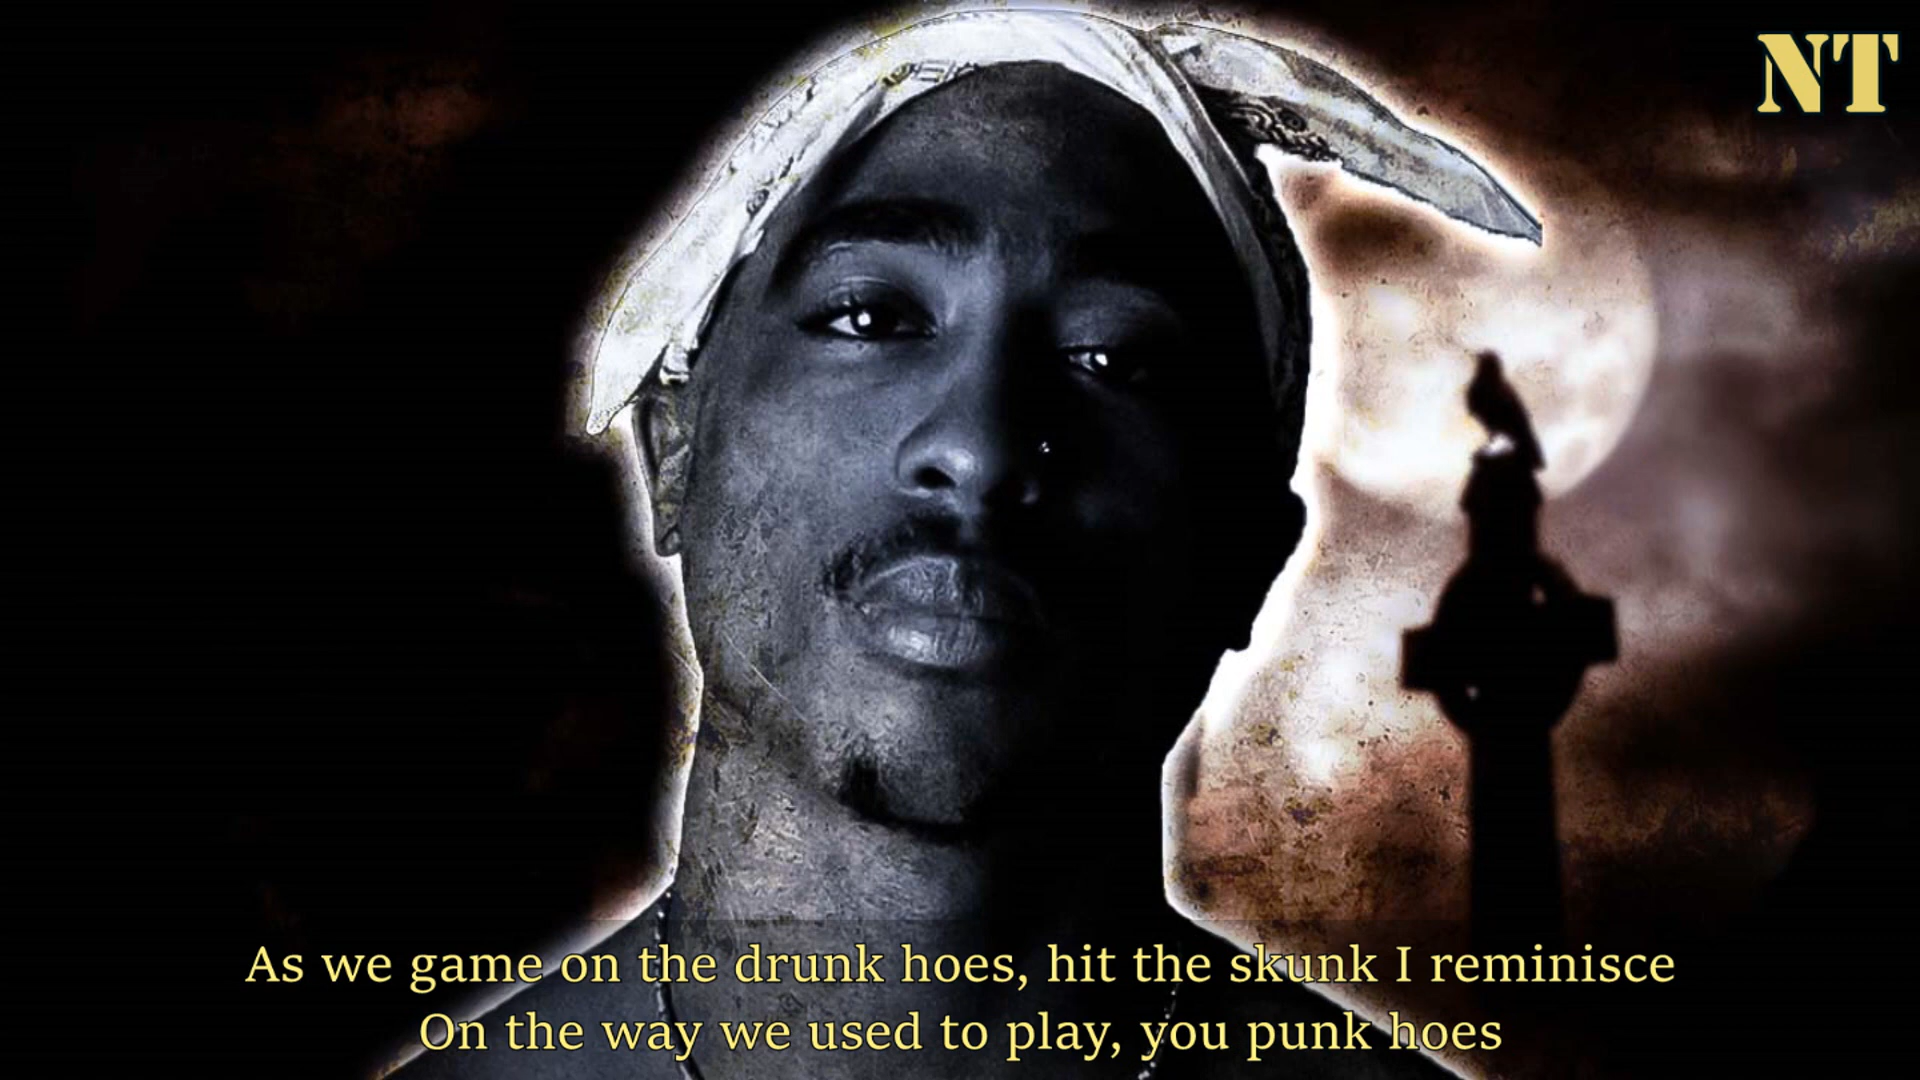 NT
As we game on the drunk hoes, hit the skunk I reminisce
On the way we used to play, you punk hoes